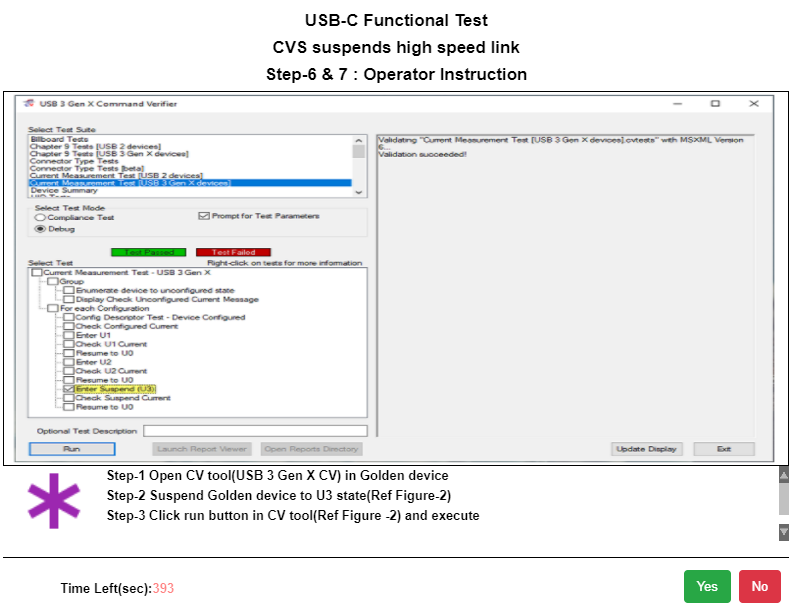 USB-C Functional Test
CVS suspends high speed link
Step-6 & 7 : Operator Instruction
USB 3 Gen X Command Verifier
Select Test Suite
Billboard Tests
Chapter 9 Tests [USB 2 devices]
Chapter 9 Tests [USB 3 Gen X devices]
Connector Type Tests
Connector Type Tests [beta]
Current Measurement Test [USB 2 devices]
Current Measurement Test [USB 3 Gen X devices]
Device Summary
Validating "Current Measurement Test [USB 3 Gen X devices].cvtests" with MSXML Version
6...
Validation succeeded!
Select Test Mode
Compliance Test
Prompt for Test Parameters
Debug
Test Passed
Test Failed
Select Test
Right-click on tests for more information
Current Measurement Test - USB 3 Gen X
Group
Enumerate device to unconfigured state
Display Check Unconfigured Current Message
For each Configuration
Config Descriptor Test - Device Configured
Check Configured Current
Enter U1
Check U1 Current
Resume to U0
Enter U2
Check U2 Current
Resume to U0
Enter Suspend (U3)
Check Suspend Current
Resume to U0
Optional Test Description
Run
Launch Report Viewer
Open Reports Directory
Update Display
Exit
Step-1 Open CV tool(USB 3 Gen X CV) in Golden device
Step-2 Suspend Golden device to U3 state(Ref Figure-2)
Step-3 Click run button in CV tool(Ref Figure -2) and execute
Time Left(sec):393
Yes
No